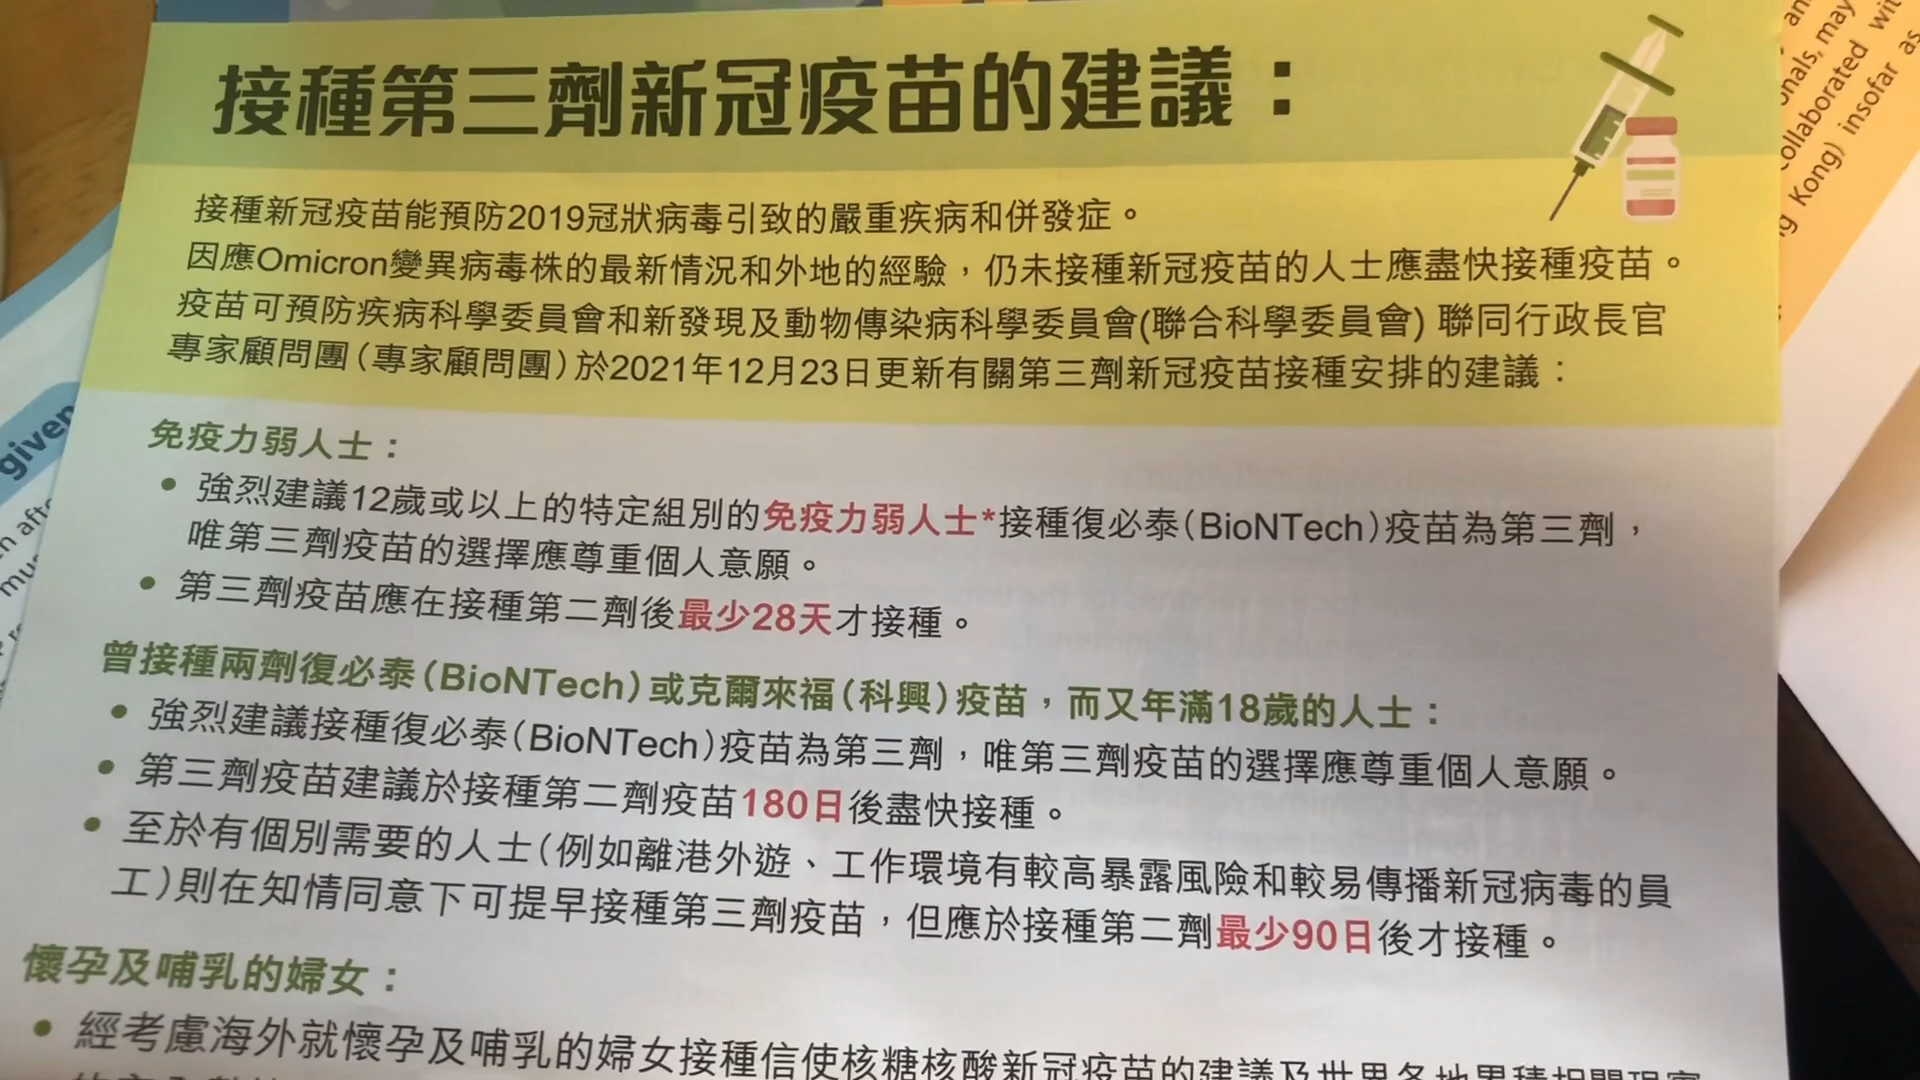 接種第三劑新冠疫苗的建議：
接種新冠疫苗能預防2019冠狀病毒引致的嚴重疾病和併發症。
因應Omicron變異病毒株的最新情況和外地的經驗，仍未接種新冠疫苗的人士應盡快接種疫苗。
疫苗可預防疾病科學委員會和新發現及動物傳染病科學委員會(聯合科學委員會) 聯同行政長官
專家顧問團（專家顧問團）於2021年12月23日更新有關第三劑新冠疫苗接種安排的建議：
免疫力弱人士：
• 強烈建議12歲或以上的特定組別的免疫力弱人士*接種復必泰（BioNTech）疫苗為第三劑，
唯第三劑疫苗的選擇應尊重個人意願。
• 第三劑疫苗應在接種第二劑後最少28天才接種。
曾接種兩劑復必泰（BioNTech）或克爾來福（科興）疫苗，而又年滿18歲的人士：
• 強烈建議接種復必泰（BioNTech）疫苗為第三劑，唯第三劑疫苗的選擇應尊重個人意願。
• 第三劑疫苗建議於接種第二劑疫苗180日後盡快接種。
• 至於有個別需要的人士（例如離港外遊、工作環境有較高暴露風險和較易傳播新冠病毒的員
工）則在知情同意下可提早接種第三劑疫苗，但應於接種第二劑最少90日後才接種。
懷孕及哺乳的婦女：
• 經考慮海外就懷孕及哺乳的婦女接種信使核糖核酸新冠疫苗的建議及世界各地累積相關現實
given
onals, may
collaborated
Kong) insofar as